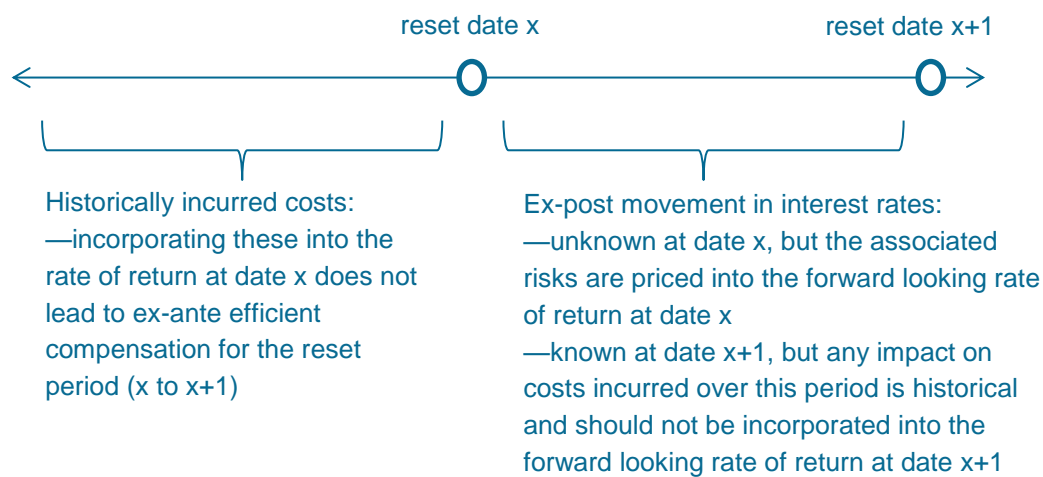 reset date x
reset date x+1
Historically incurred costs:
—incorporating these into the
rate of return at date x does not
lead to ex-ante efficient
compensation for the reset
period (x to x+1)
Ex-post movement in interest rates:
—unknown at date x, but the associated
risks are priced into the forward looking rate
of return at date x
—known at date x+1, but any impact on
costs incurred over this period is historical
and should not be incorporated into the
forward looking rate of return at date x+1